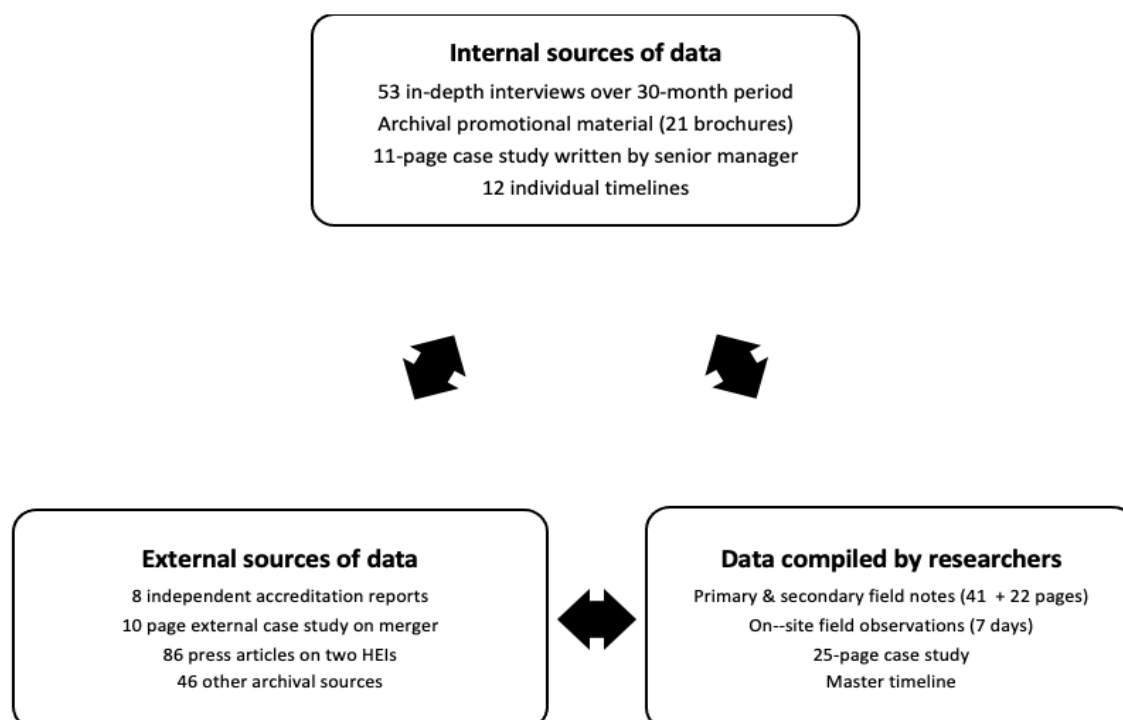 Internal sources of data
53 in-depth interviews over 30-month period
Archival promotional material (21 brochures)
11-page case study written by senior manager
12 individual timelines
External sources of data
8 independent accreditation reports
10 page external case study on merger
86 press articles on two HEIs
46 other archival sources
Data compiled by researchers
Primary & secondary field notes (41 + 22 pages)
On--site field observations (7 days)
25-page case study
Master timeline